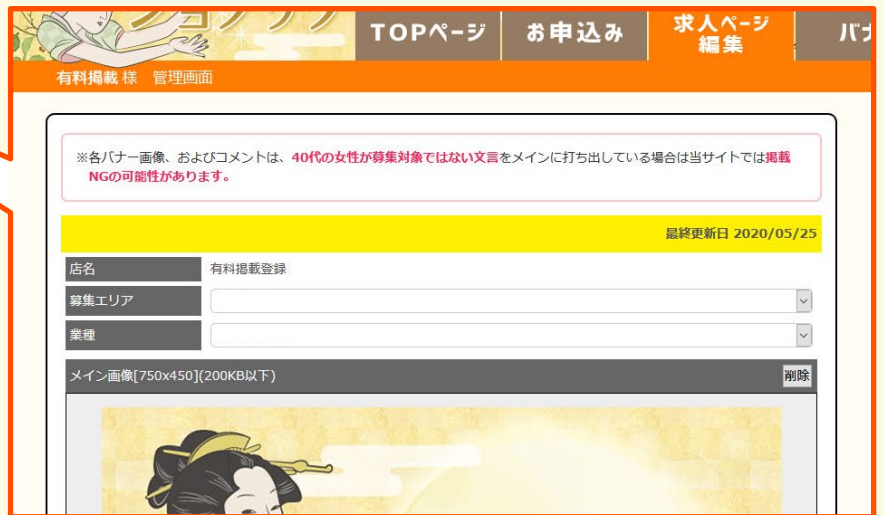 TOPページ
お申込み
求人ページ
編集
有料掲載 様　管理画面
※各バナー画像、およびコメントは、40代の女性が募集対象ではない文言をメインに打ち出している場合は当サイトでは掲載
NGの可能性があります。
最終更新日 2020/05/25
店名
有料掲載登録
募集エリア
業種
メイン画像[750x450](200KB以下)
削除